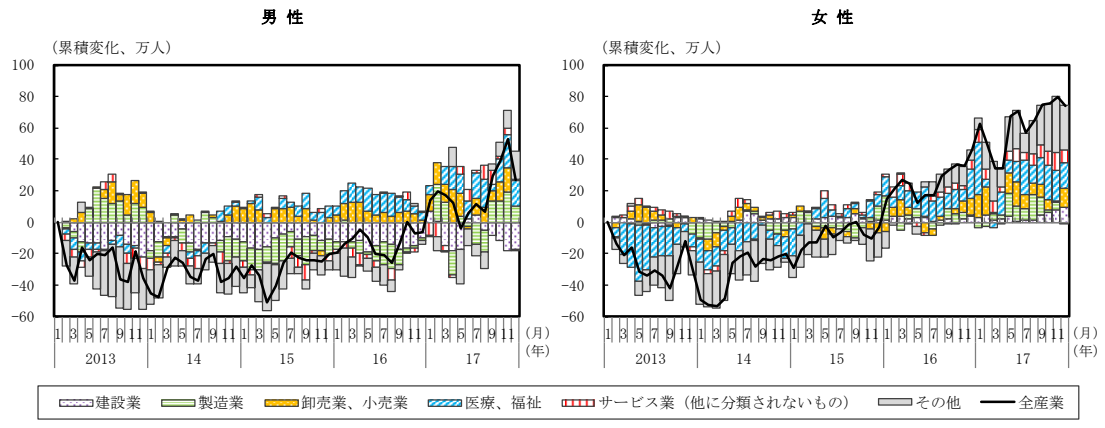 男 性
(累積変化、万人)
100
80
60
40
20
0
−20
−40
−60
1 3 5 7 9 11 1 3 5 7 9 11 1 3 5 7 9 11 1 3 5 7 9 11 1 3 5 7 9 11 (月)
2013 14 15 16 17 (年)
女 性
(累積変化、万人)
100
80
60
40
20
0
−20
−40
−60
1 3 5 7 9 11 1 3 5 7 9 11 1 3 5 7 9 11 1 3 5 7 9 11 1 3 5 7 9 11 (月)
2013 14 15 16 17 (年)
建設業 製造業 卸売業、小売業 医療、福祉 サービス業(他に分類されないもの) その他 全産業